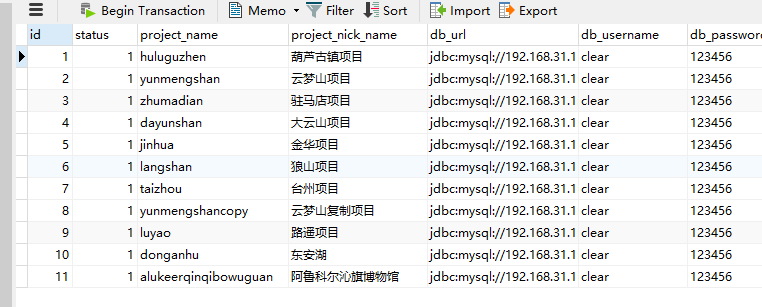 Begin Transaction Memo Filter Sort Import Export
id status project_name project_nick_name db_url db_username db_password
1 1 huluguzhen 葫芦古镇项目 jdbc:mysql://192.168.31.1 clear 123456
2 1 yunmengshan 云梦山项目 jdbc:mysql://192.168.31.1 clear 123456
3 1 zhumadian 驻马店项目 jdbc:mysql://192.168.31.1 clear 123456
4 1 dayunshan 大云山项目 jdbc:mysql://192.168.31.1 clear 123456
5 1 jinhua 金华项目 jdbc:mysql://192.168.31.1 clear 123456
6 1 langshan 狼山项目 jdbc:mysql://192.168.31.1 clear 123456
7 1 taizhou 台州项目 jdbc:mysql://192.168.31.1 clear 123456
8 1 yunmengshancopy 云梦山复制项目 jdbc:mysql://192.168.31.1 clear 123456
9 1 luyao 路遥项目 jdbc:mysql://192.168.31.1 clear 123456
10 1 donganhu 东安湖 jdbc:mysql://192.168.31.1 clear 123456
11 1 alukeerqinqibowuguan 阿鲁科尔沁旗博物馆 jdbc:mysql://192.168.31.1 clear 123456